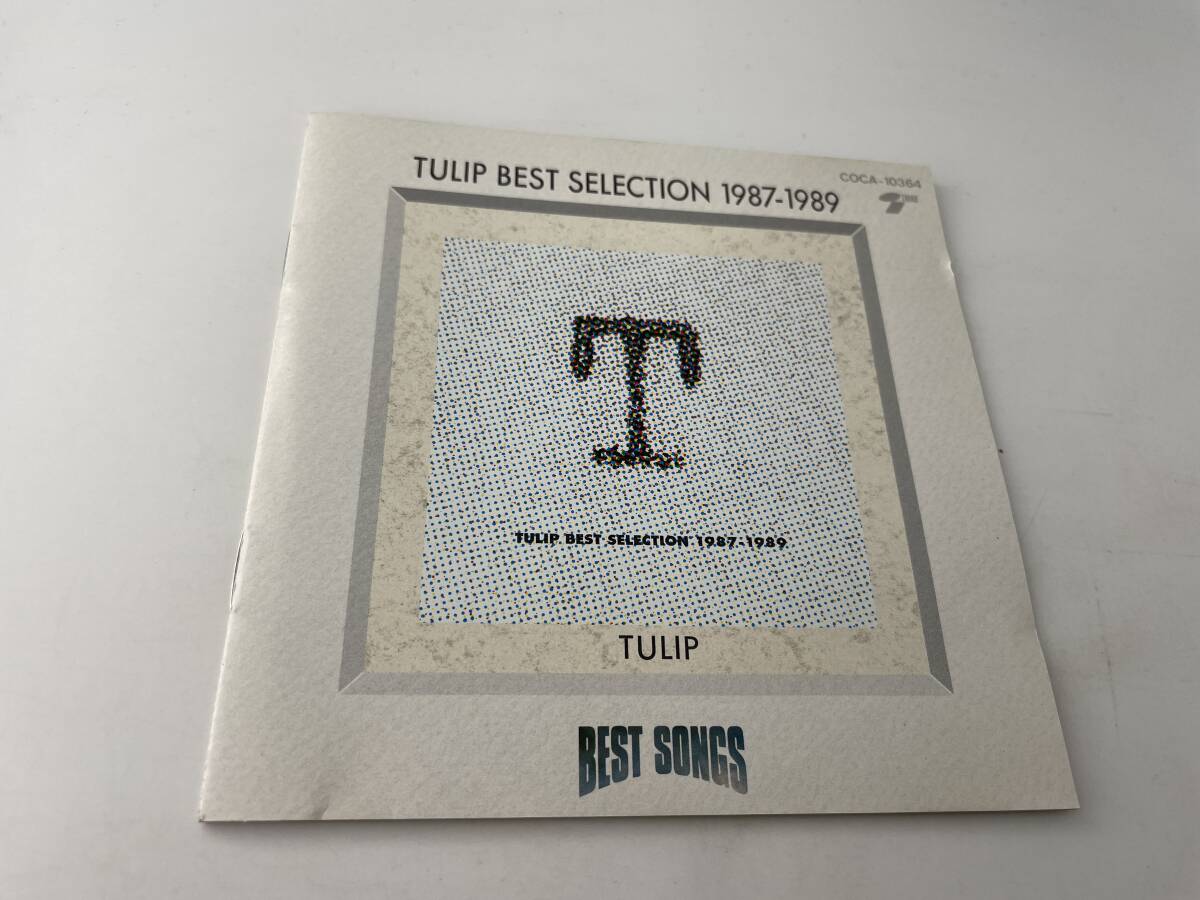 TULIP BEST SELECTION 1987-1989
COCA-10364
T
TULIP BEST SELECTION 1987-1989
TULIP
BEST SONGS